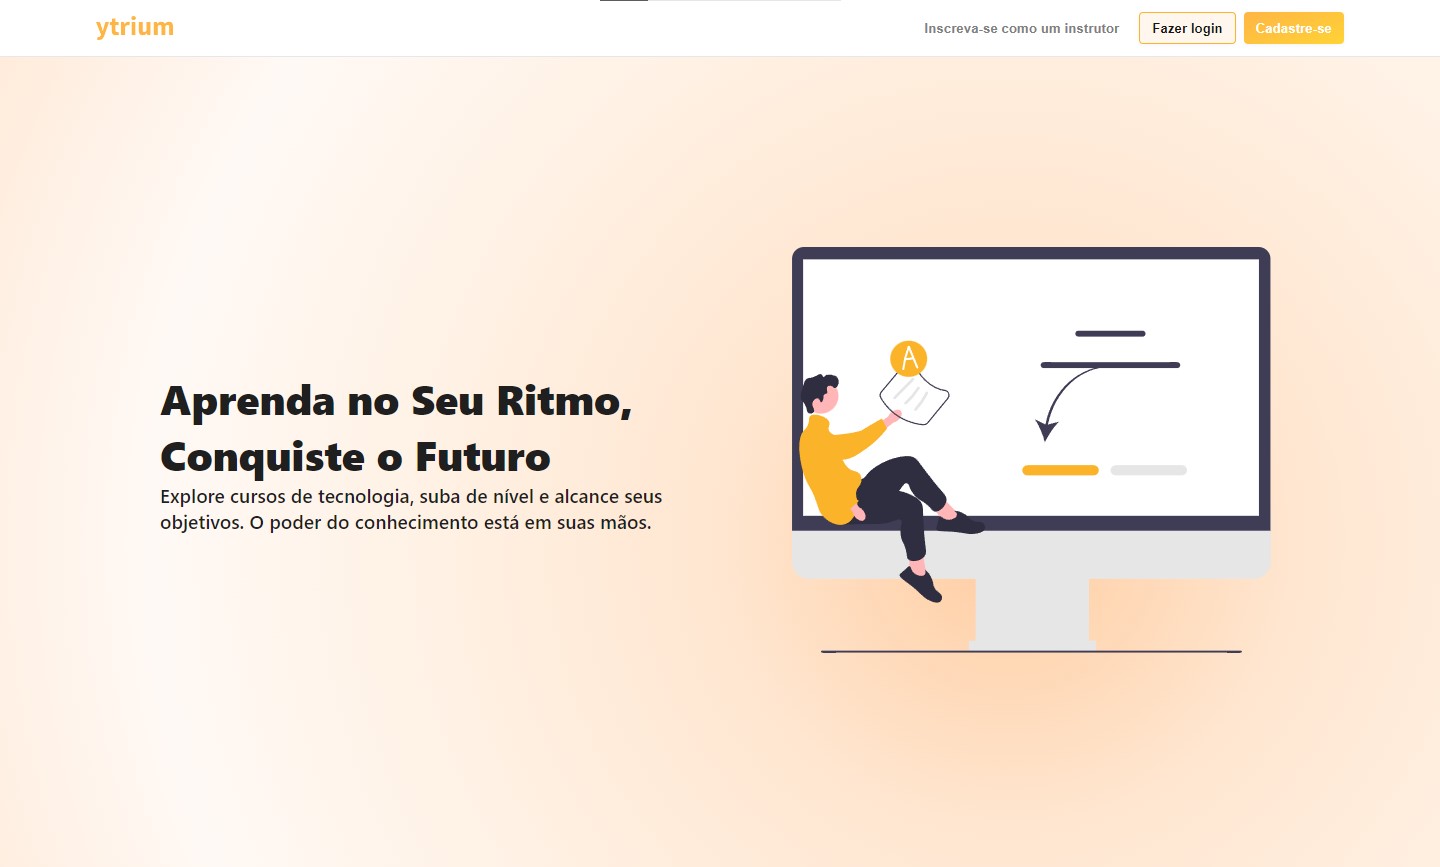 ytrium
Inscreva-se como um instrutor
Fazer login
Cadastre-se
A
Aprenda no Seu Ritmo,
Conquiste o Futuro
Explore cursos de tecnologia, suba de nível e alcance seus
objetivos. O poder do conhecimento está em suas mãos.